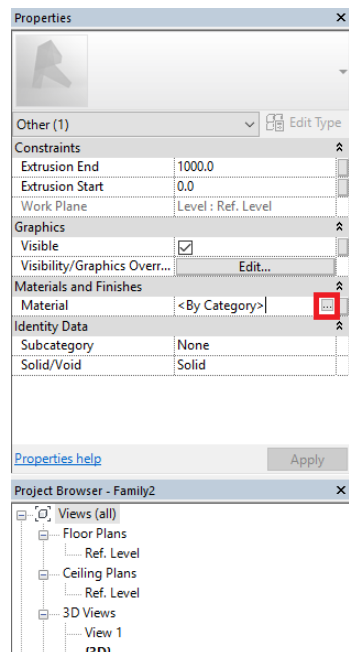 Properties ×
Other (1) Edit Type
Constraints
Extrusion End 1000.0
Extrusion Start 0.0
Work Plane Level : Ref. Level
Graphics
Visible
Visibility/Graphics Overr... Edit...
Materials and Finishes
Material <By Category> ...
Identity Data
Subcategory None
Solid/Void Solid
Properties help Apply
Project Browser - Family2 ×
Views (all)
Floor Plans
Ref. Level
Ceiling Plans
Ref. Level
3D Views
View 1
{3D}